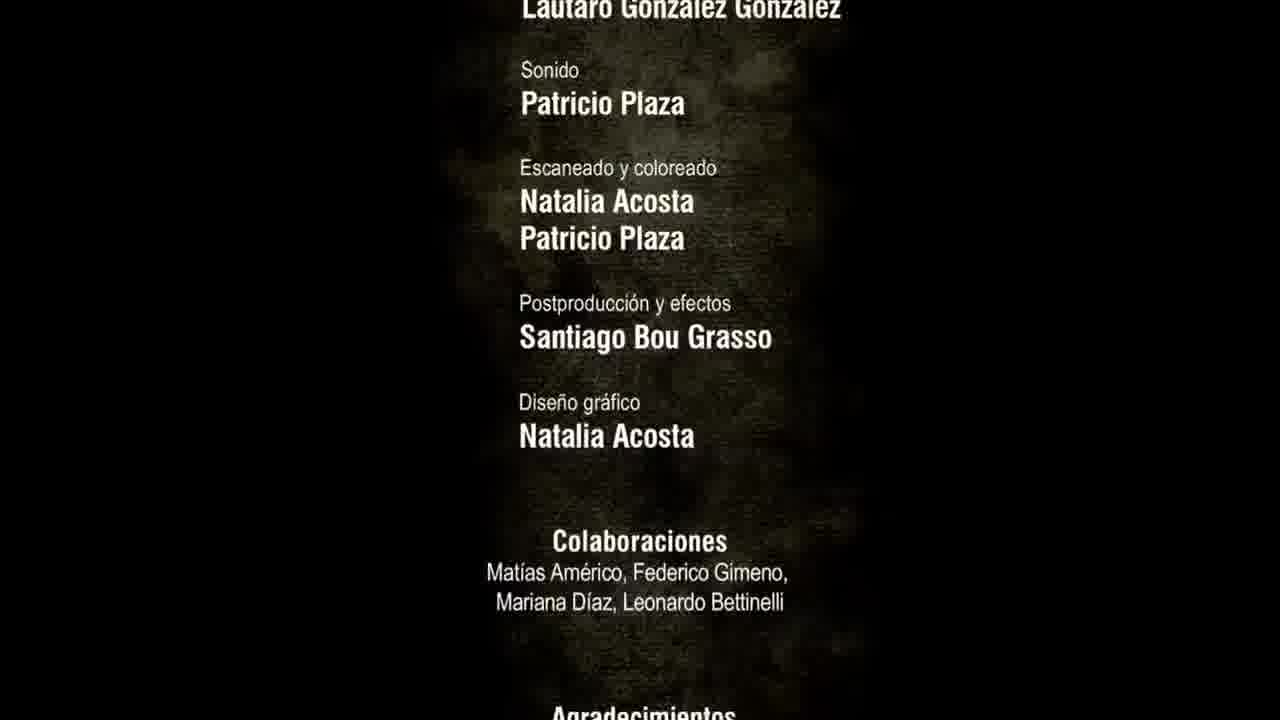 Lautaro González González
Sonido
Patricio Plaza
Escaneado y coloreado
Natalia Acosta
Patricio Plaza
Postproducción y efectos
Santiago Bou Grasso
Diseño gráfico
Natalia Acosta
Colaboraciones
Matías Américo, Federico Gimeno,
Mariana Díaz, Leonardo Bettinelli
Agradecimientos